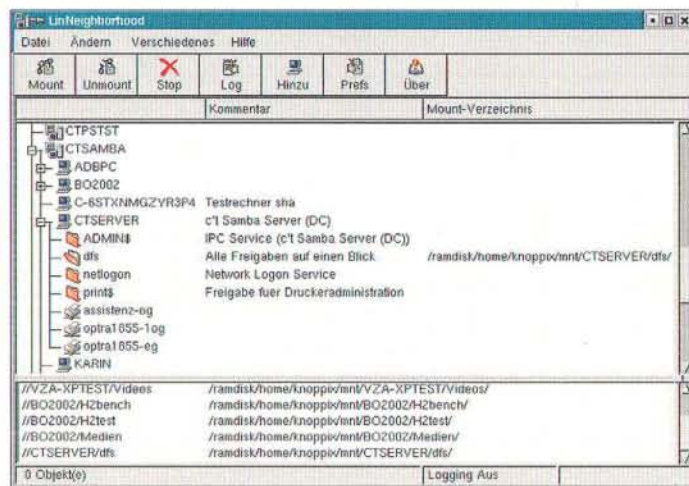 LinNeighborhood
Datei Ändern Verschiedenes Hilfe
Mount Unmount Stop Log Hinzu Prefs Über
Kommentar Mount-Verzeichnis
CTPSTST
CTSAMBA
ADBPC
BO2002
C-6STXNMGZYR3P4 Testrechner sha
CTSERVER c't Samba Server (DC)
ADMIN$ IPC Service (c't Samba Server (DC))
dfs Alle Freigaben auf einen Blick /ramdisk/home/knoppix/mnt/CTSERVER/dfs/
netlogon Network Logon Service
print$ Freigabe fuer Druckeradministration
assistenz-og
optra1855-1og
optra1855-eg
KARIN
//VZA-XPTEST/Videos /ramdisk/home/knoppix/mnt/VZA-XPTEST/Videos/
//BO2002/H2bench /ramdisk/home/knoppix/mnt/BO2002/H2bench/
//BO2002/H2test /ramdisk/home/knoppix/mnt/BO2002/H2test/
//BO2002/Medien /ramdisk/home/knoppix/mnt/BO2002/Medien/
//CTSERVER/dfs /ramdisk/home/knoppix/mnt/CTSERVER/dfs/
0 Objekt(e) Logging Aus